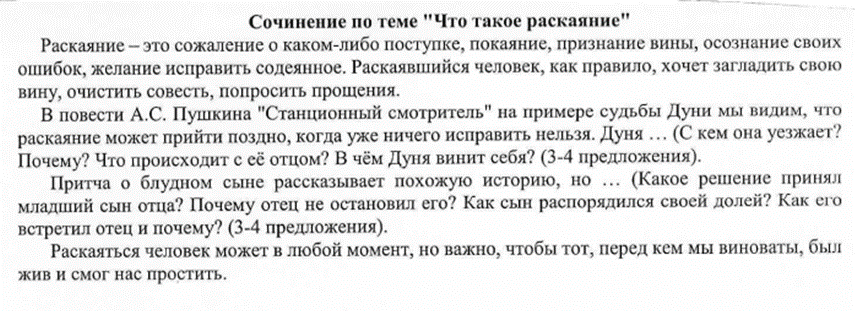 Сочинение по теме "Что такое раскаяние"
Раскаяние – это сожаление о каком-либо поступке, покаяние, признание вины, осознание своих
ошибок, желание исправить содеянное. Раскаявшийся человек, как правило, хочет загладить свою
вину, очистить совесть, попросить прощения.
В повести А.С. Пушкина "Станционный смотритель" на примере судьбы Дуни мы видим, что
раскаяние может прийти поздно, когда уже ничего исправить нельзя. Дуня … (С кем она уезжает?
Почему? Что происходит с её отцом? В чём Дуня винит себя? (3-4 предложения).
Притча о блудном сыне рассказывает похожую историю, но … (Какое решение принял
младший сын отца? Почему отец не остановил его? Как сын распорядился своей долей? Как его
встретил отец и почему? (3-4 предложения).
Раскаяться человек может в любой момент, но важно, чтобы тот, перед кем мы виноваты, был
жив и смог нас простить.